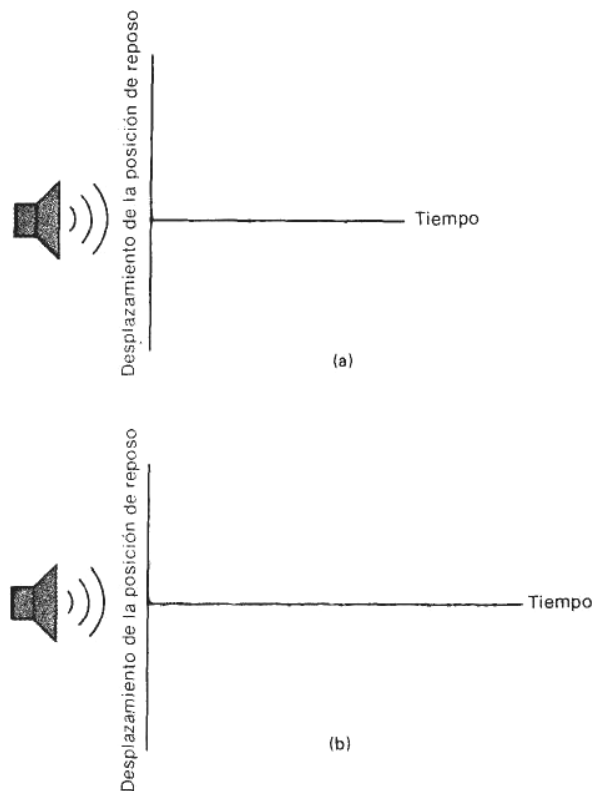 Desplazamiento de la posición de reposo
Tiempo
(a)
Desplazamiento de la posición de reposo
Tiempo
(b)